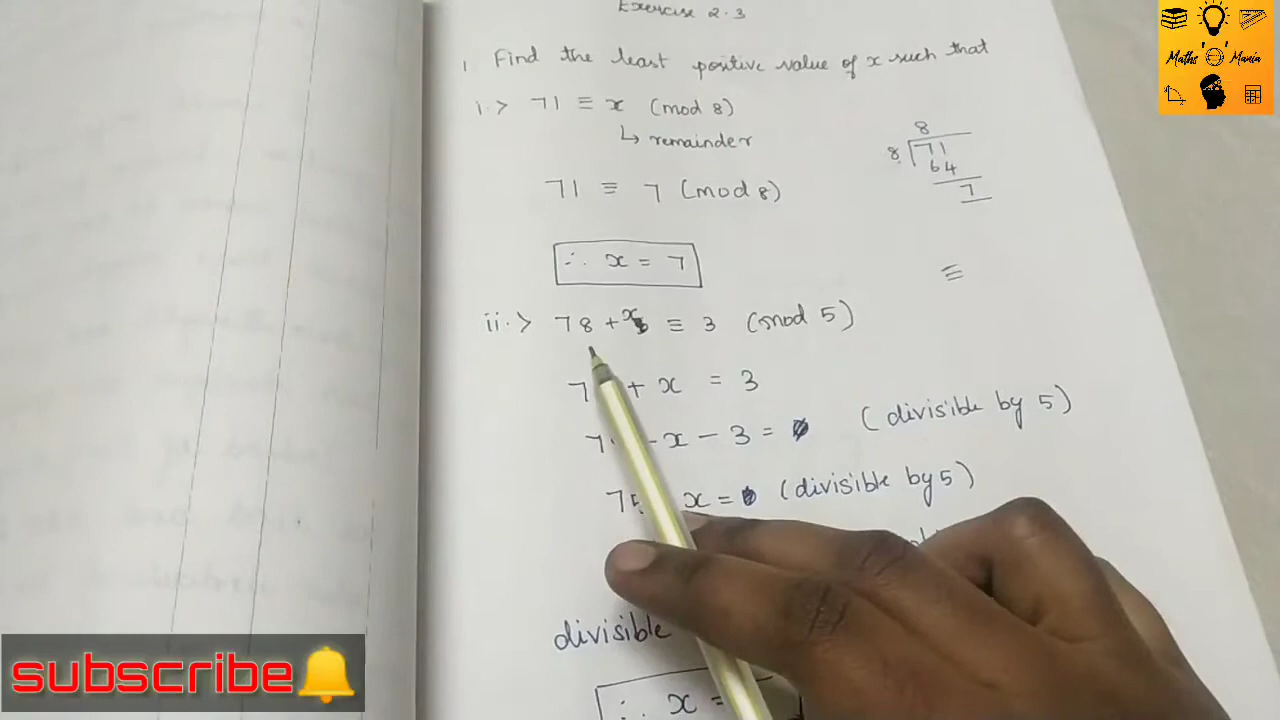 Exercise 2.3
1 Find the least positive value of x such that
i.> 71 ≡ x (mod 8)
↳ remainder
8
8 71
64
7
71 ≡ 7 (mod 8)
∴ x = 7
≡
ii.> 78 + x ≡ 3 (mod 5)
+ x = 3
x - 3 = (divisible by 5)
x = (divisible by 5)
divisible
∴ x =
Maths Mania
subscribe